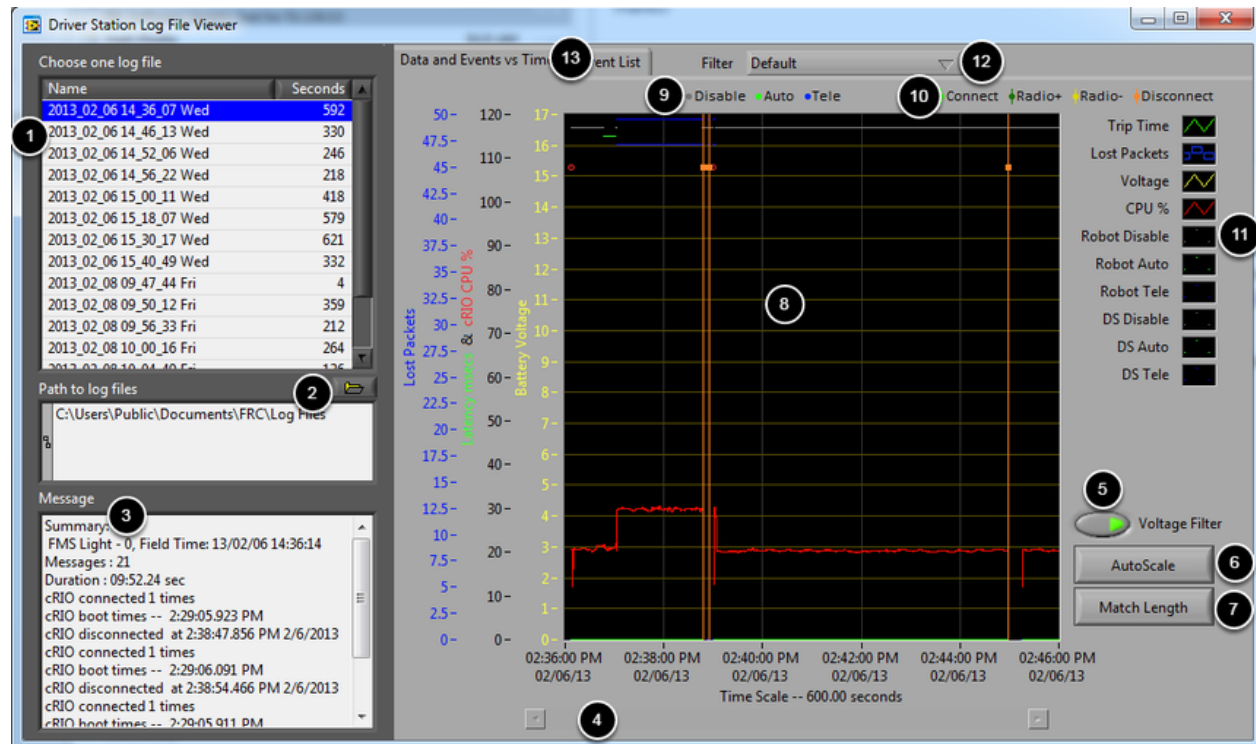 Driver Station Log File Viewer
Choose one log file
Name Seconds
2013_02_06 14_36_07 Wed 592
2013_02_06 14_46_13 Wed 330
2013_02_06 14_52_06 Wed 246
2013_02_06 14_56_22 Wed 218
2013_02_06 15_00_11 Wed 418
2013_02_06 15_18_07 Wed 579
2013_02_06 15_30_17 Wed 621
2013_02_06 15_40_49 Wed 332
2013_02_08 09_47_44 Fri 4
2013_02_08 09_50_12 Fri 359
2013_02_08 09_56_33 Fri 212
2013_02_08 10_00_16 Fri 264
1
Path to log files
2
C:\Users\Public\Documents\FRC\Log Files
Message
3
Summary:
FMS Light - 0, Field Time: 13/02/06 14:36:14
Messages : 21
Duration : 09:52.24 sec
cRIO connected 1 times
cRIO boot times -- 2:29:05.923 PM
cRIO disconnected at 2:38:47.856 PM 2/6/2013
cRIO connected 1 times
cRIO boot times -- 2:29:06.091 PM
cRIO disconnected at 2:38:54.466 PM 2/6/2013
cRIO connected 1 times
cRIO boot times -- 2:29:05.911 PM
Data and Events vs Time
13
List
Filter Default
12
9
Disable Auto Tele
10
Connect Radio+ Radio- Disconnect
Lost Packets
50
47.5
45
42.5
40
37.5
35
32.5
30
27.5
25
22.5
20
17.5
15
12.5
10
7.5
5
2.5
0
& cRIO CPU %
120
110
100
90
80
70
60
50
40
30
20
10
0
Battery Voltage
17
16
15
14
13
12
11
10
9
8
7
6
5
4
3
2
1
0
8
02:36:00 PM 02:38:00 PM 02:40:00 PM 02:42:00 PM 02:44:00 PM 02:46:00 PM
02/06/13 02/06/13 02/06/13 02/06/13 02/06/13 02/06/13
Time Scale -- 600.00 seconds
4
Trip Time
Lost Packets
Voltage
CPU %
Robot Disable
Robot Auto
Robot Tele
DS Disable
DS Auto
DS Tele
11
5
Voltage Filter
AutoScale
6
Match Length
7